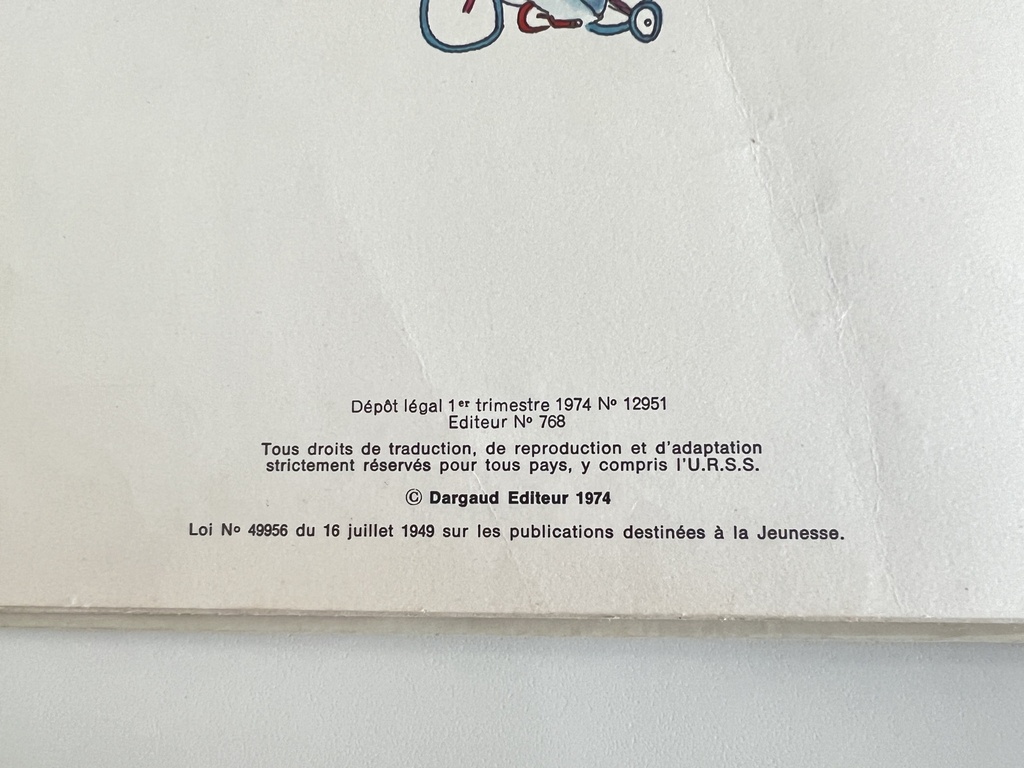 Dépôt légal 1er trimestre 1974 Nº 12951
Editeur Nº 768
Tous droits de traduction, de reproduction et d'adaptation
strictement réservés pour tous pays, y compris l'U.R.S.S.
© Dargaud Editeur 1974
Loi Nº 49956 du 16 juillet 1949 sur les publications destinées à la Jeunesse.